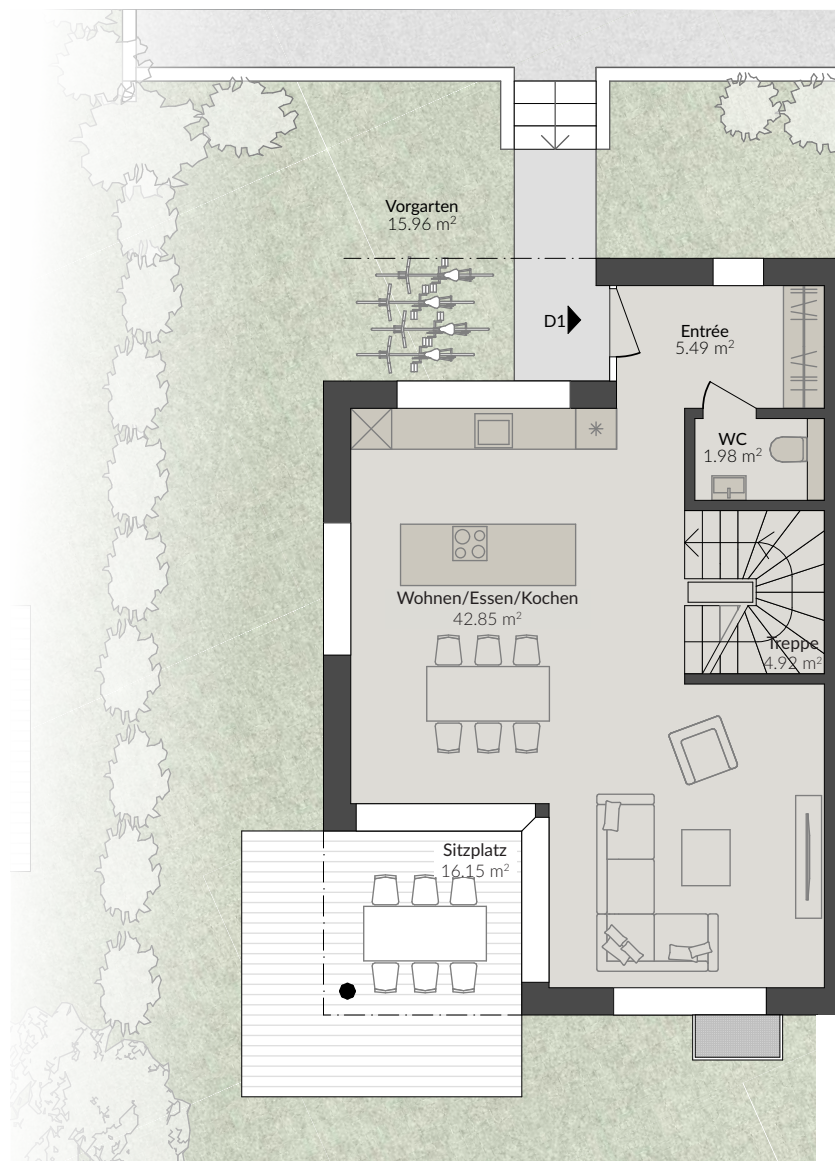 Vorgarten
15.96 m²
D1
Entrée
5.49 m²
WC
1.98 m²
Wohnen/Essen/Kochen
42.85 m²
Treppe
4.92 m²
Sitzplatz
16.15 m²